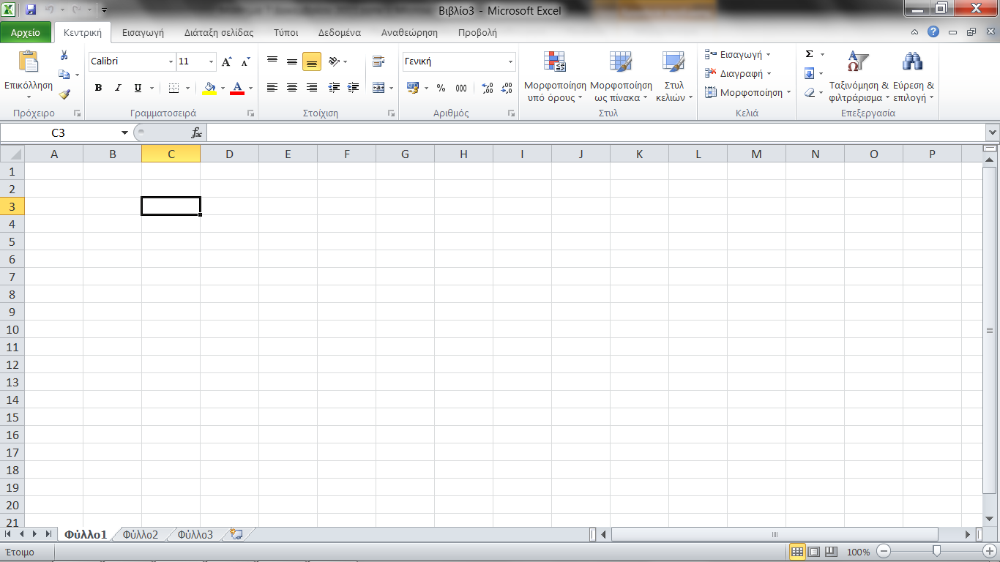 Βιβλίο3 - Microsoft Excel
Αρχείο Κεντρική Εισαγωγή Διάταξη σελίδας Τύποι Δεδομένα Αναθεώρηση Προβολή
Επικόλληση
Calibri 11
B I U A
Γενική
% 000
Μορφοποίηση υπό όρους
Μορφοποίηση ως πίνακα
Στυλ κελιών
Εισαγωγή
Διαγραφή
Μορφοποίηση
Σ
Ταξινόμηση & φιλτράρισμα
Εύρεση & επιλογή
Πρόχειρο Γραμματοσειρά Στοίχιση Αριθμός Στυλ Κελιά Επεξεργασία
C3 fx
A B C D E F G H I J K L M N O P
1
2
3
4
5
6
7
8
9
10
11
12
13
14
15
16
17
18
19
20
21
Φύλλο1 Φύλλο2 Φύλλο3
Έτοιμο 100%